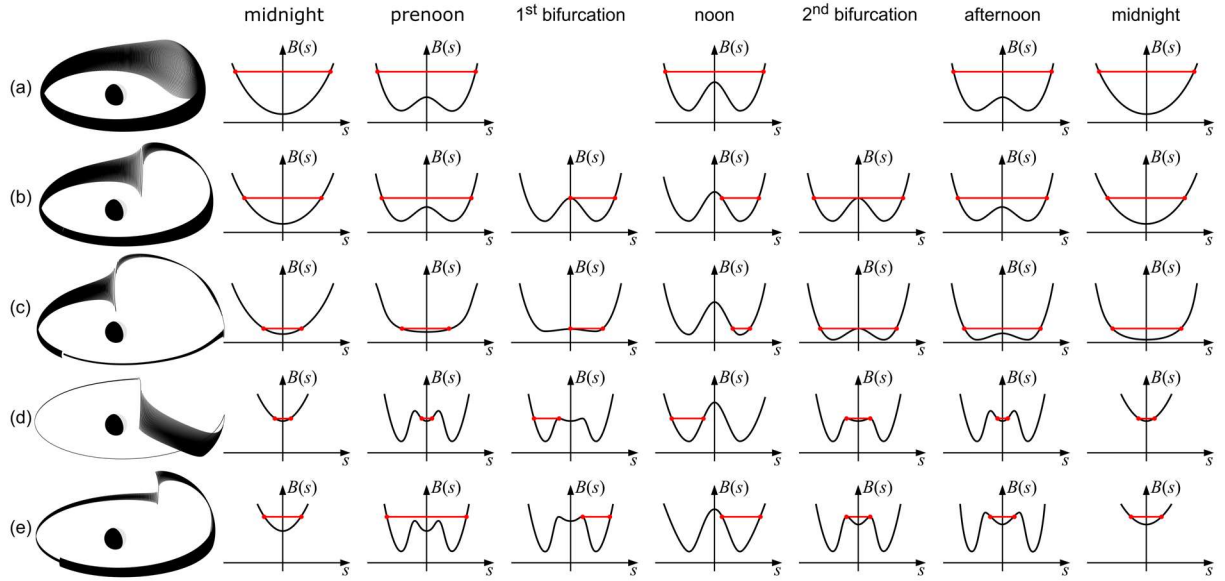 midnight prenoon 1st bifurcation noon 2nd bifurcation afternoon midnight
(a) B(s) s B(s) s B(s) s B(s) s B(s) s
(b) B(s) s B(s) s B(s) s B(s) s B(s) s B(s) s B(s) s
(c) B(s) s B(s) s B(s) s B(s) s B(s) s B(s) s B(s) s
(d) B(s) s B(s) s B(s) s B(s) s B(s) s B(s) s B(s) s
(e) B(s) s B(s) s B(s) s B(s) s B(s) s B(s) s B(s) s